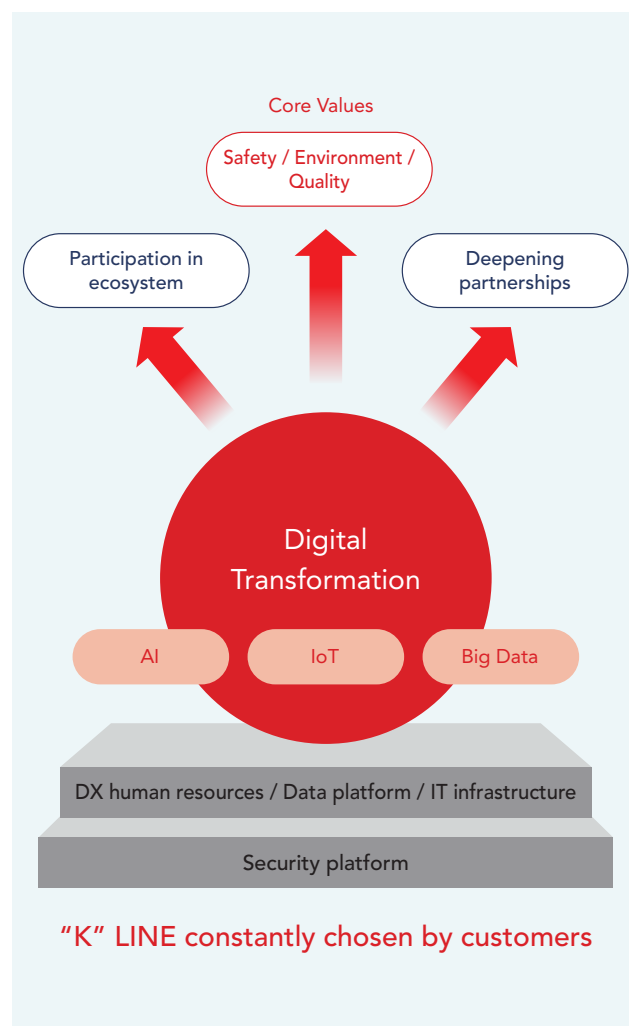 Core Values
Safety / Environment /
Quality
Participation in
ecosystem
Deepening
partnerships
Digital
Transformation
AI
IoT
Big Data
DX human resources / Data platform / IT infrastructure
Security platform
“K” LINE constantly chosen by customers